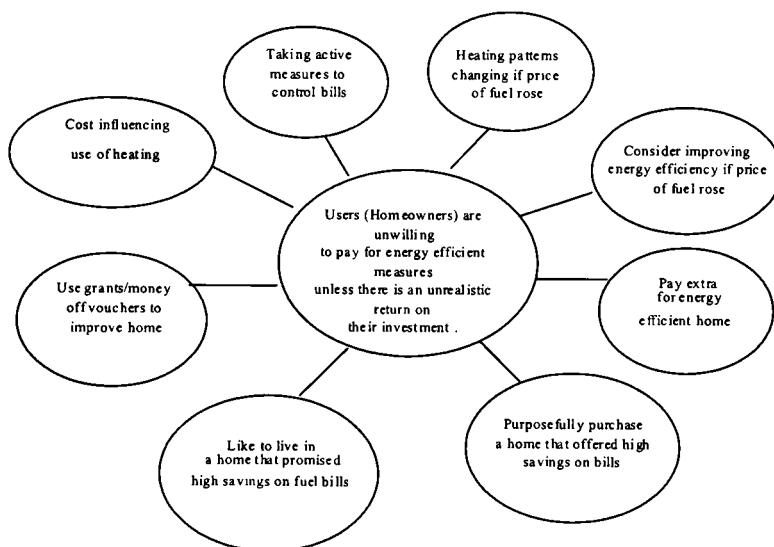 Taking active
measures to
control bills
Heating patterns
changing if price
of fuel rose
Cost influencing
use of heating
Consider improving
energy efficiency if price
of fuel rose
Users (Homeowners) are
unwilling
to pay for energy efficient
measures
unless there is an unrealistic
return on
their investment .
Use grants/money
off vouchers to
improve home
Pay extra
for energy
efficient home
Like to live in
a home that promised
high savings on fuel bills
Purposefully purchase
a home that offered high
savings on bills